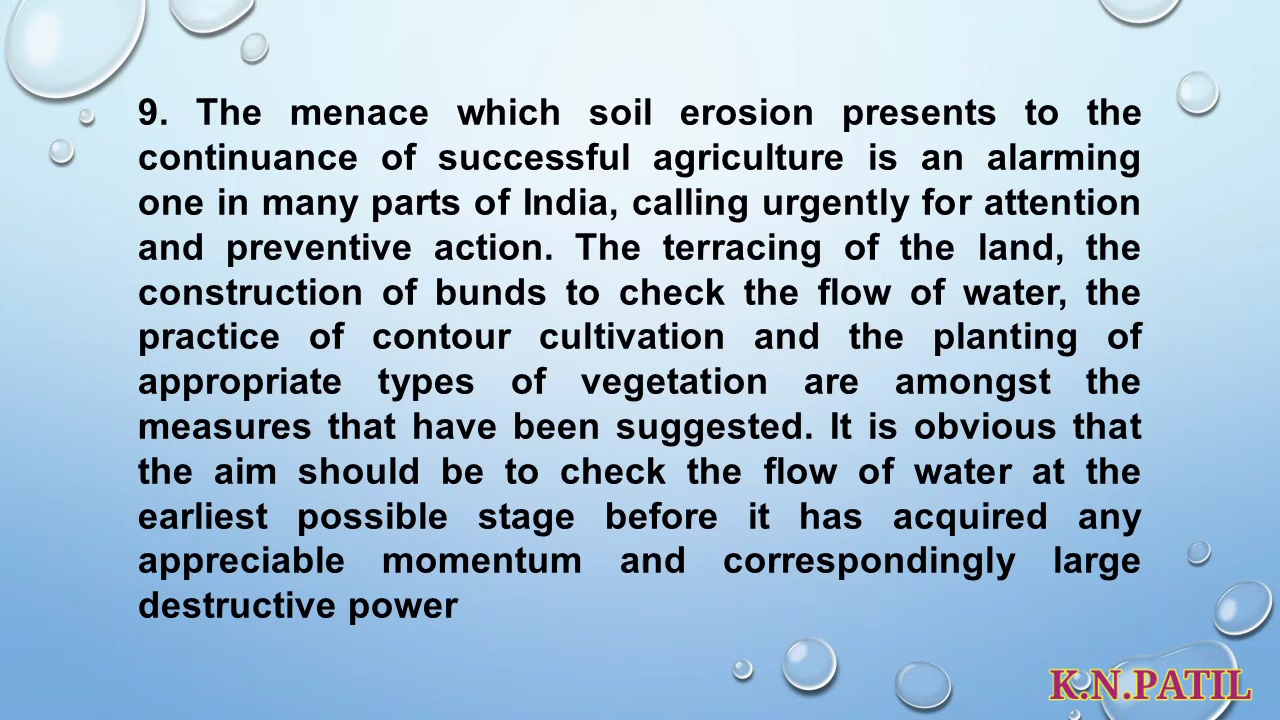 9. The menace which soil erosion presents to the
continuance of successful agriculture is an alarming
one in many parts of India, calling urgently for attention
and preventive action. The terracing of the land, the
construction of bunds to check the flow of water, the
practice of contour cultivation and the planting of
appropriate types of vegetation are amongst the
measures that have been suggested. It is obvious that
the aim should be to check the flow of water at the
earliest possible stage before it has acquired any
appreciable momentum and correspondingly large
destructive power
K.N.PATIL